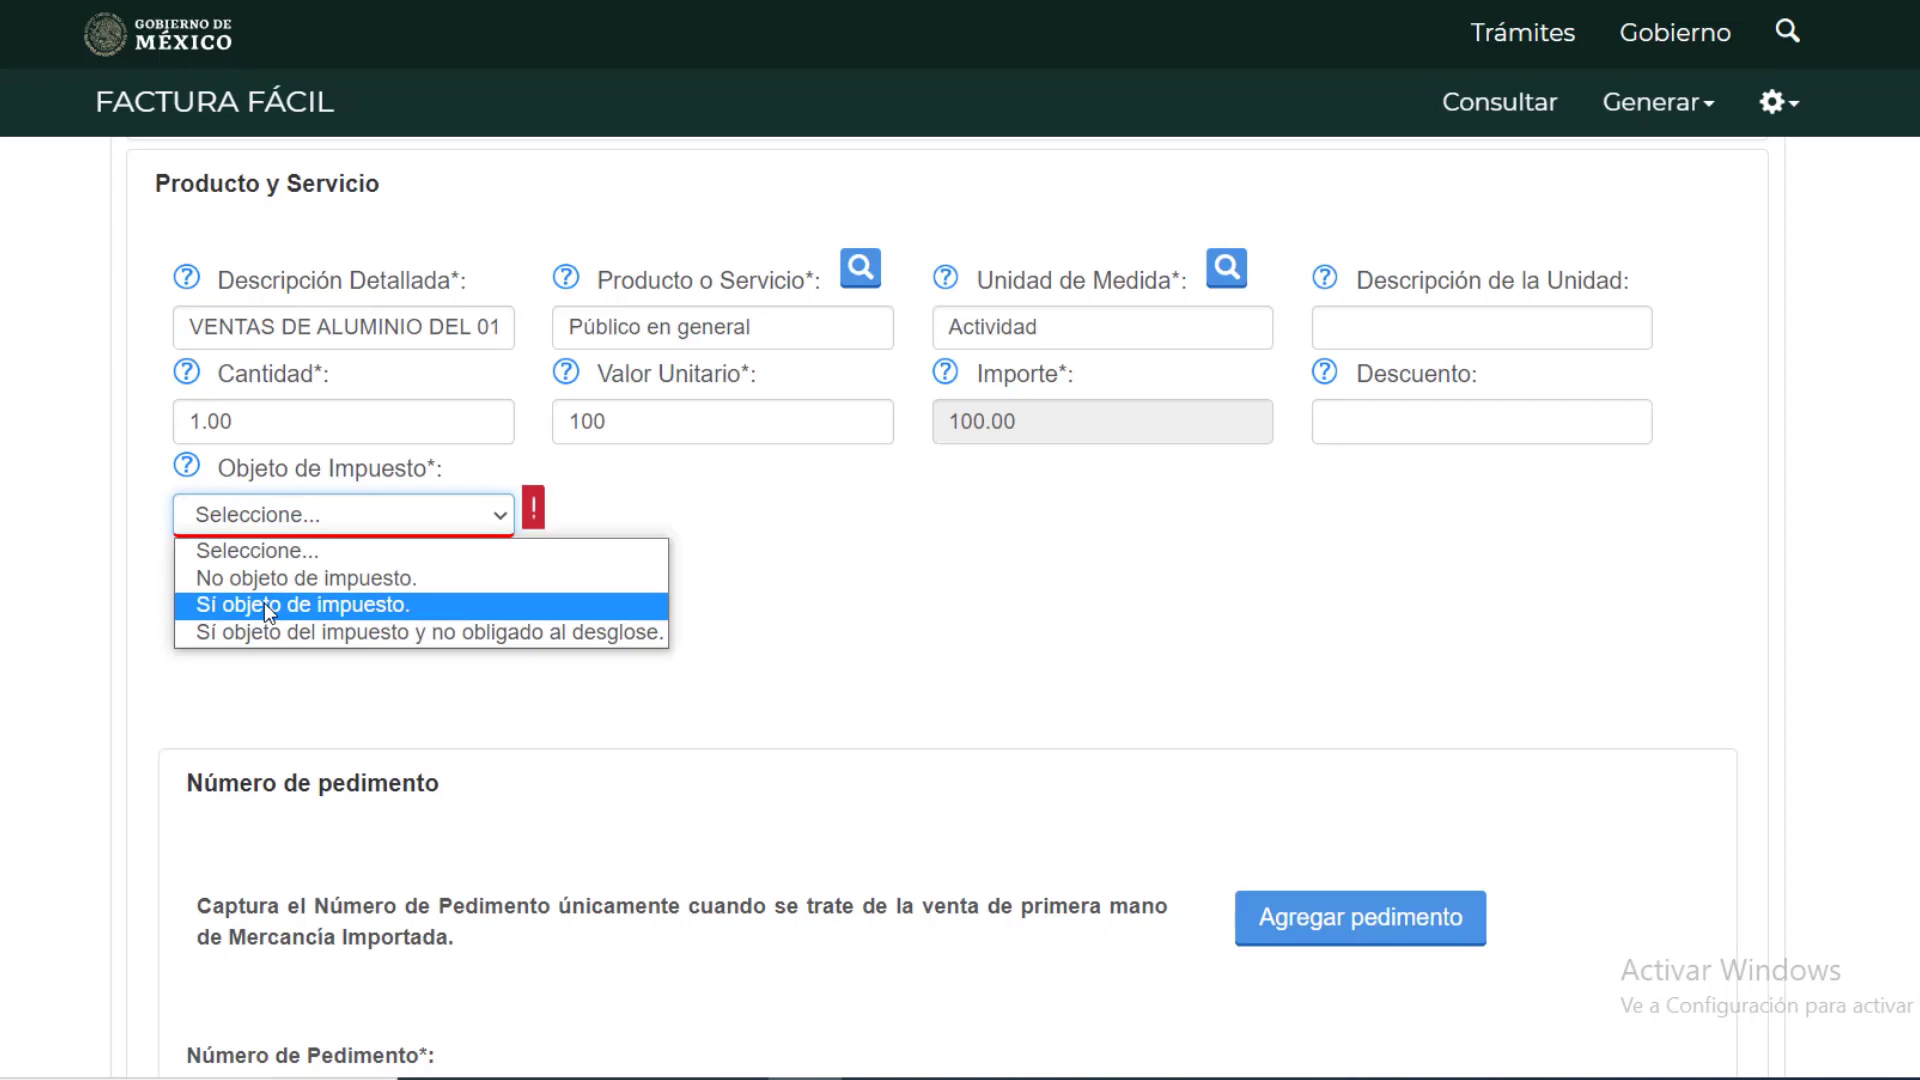 GOBIERNO DE
MÉXICO
Trámites
Gobierno
FACTURA FÁCIL
Consultar
Generar
Producto y Servicio
Descripción Detallada*:
Producto o Servicio*:
Unidad de Medida*:
Descripción de la Unidad:
VENTAS DE ALUMINIO DEL 01
Público en general
Actividad
Cantidad*:
Valor Unitario*:
Importe*:
Descuento:
1.00
100
100.00
Objeto de Impuesto*:
Seleccione...
!
Seleccione...
No objeto de impuesto.
Sí objeto de impuesto.
Sí objeto del impuesto y no obligado al desglose.
Número de pedimento
Captura el Número de Pedimento únicamente cuando se trate de la venta de primera mano
de Mercancía Importada.
Agregar pedimento
Activar Windows
Ve a Configuración para activar
Número de Pedimento*: